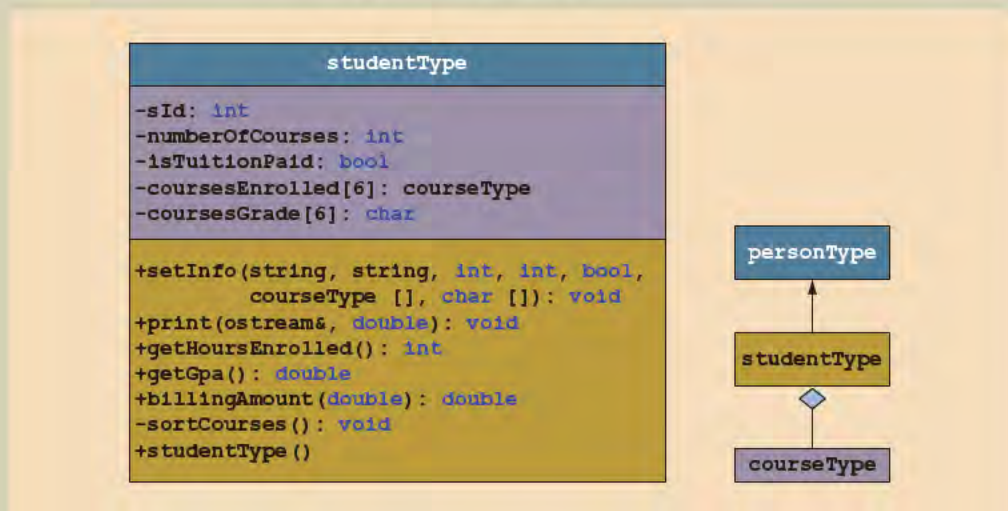 studentType
-sId: int
-numberOfCourses: int
-isTuitionPaid: bool
-coursesEnrolled[6]: courseType
-coursesGrade[6]: char
+setInfo(string, string, int, int, bool,
courseType [], char []): void
+print(ostream&, double): void
+getHoursEnrolled(): int
+getGpa(): double
+billingAmount(double): double
-sortCourses(): void
+studentType()
personType
studentType
courseType